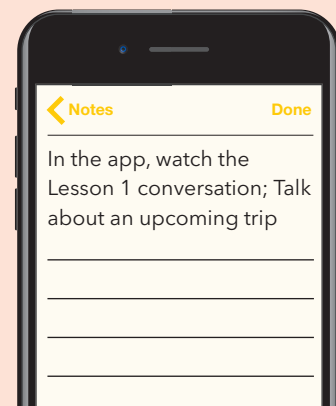 Notes
Done
In the app, watch the
Lesson 1 conversation; Talk
about an upcoming trip